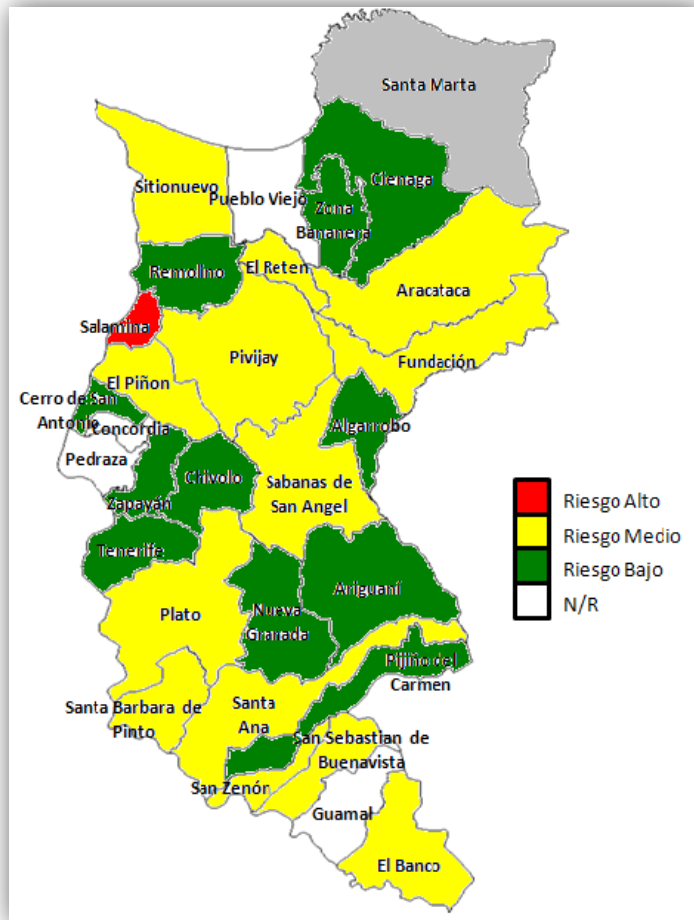 Santa Marta
Cienaga
Sitionuevo
Pueblo Viejo
Zona
Bananera
El Reten
Remolino
Aracataca
Salamina
Pivijay
Fundación
El Piñon
Cerro de San
Antonio
Concordia
Algarrobo
Pedraza
Chivolo
Sabanas de
San Angel
Zapayán
Tenerife
Riesgo Alto
Riesgo Medio
Riesgo Bajo
N/R
Ariguaní
Plato
Nueva
Granada
Pijiño del
Carmen
Santa Barbara de
Pinto
Santa
Ana
San Sebastian de
Buenavista
San Zenón
Guamal
El Banco